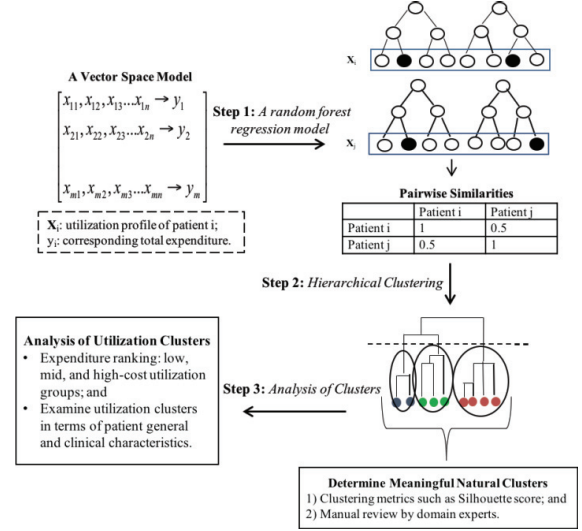 A Vector Space Model
x11, x12, x13...x1n → y1
x21, x22, x23...x2n → y2
xm1, xm2, xm3...xmn → ym
Xi: utilization profile of patient i;
yi: corresponding total expenditure.
Step 1: A random forest
regression model
Xi
Xj
Pairwise Similarities
Patient i Patient j
Patient i 1 0.5
Patient j 0.5 1
Step 2: Hierarchical Clustering
Analysis of Utilization Clusters
• Expenditure ranking: low,
mid, and high-cost utilization
groups; and
• Examine utilization clusters
in terms of patient general
and clinical characteristics.
Step 3: Analysis of Clusters
Determine Meaningful Natural Clusters
1) Clustering metrics such as Silhouette score; and
2) Manual review by domain experts.